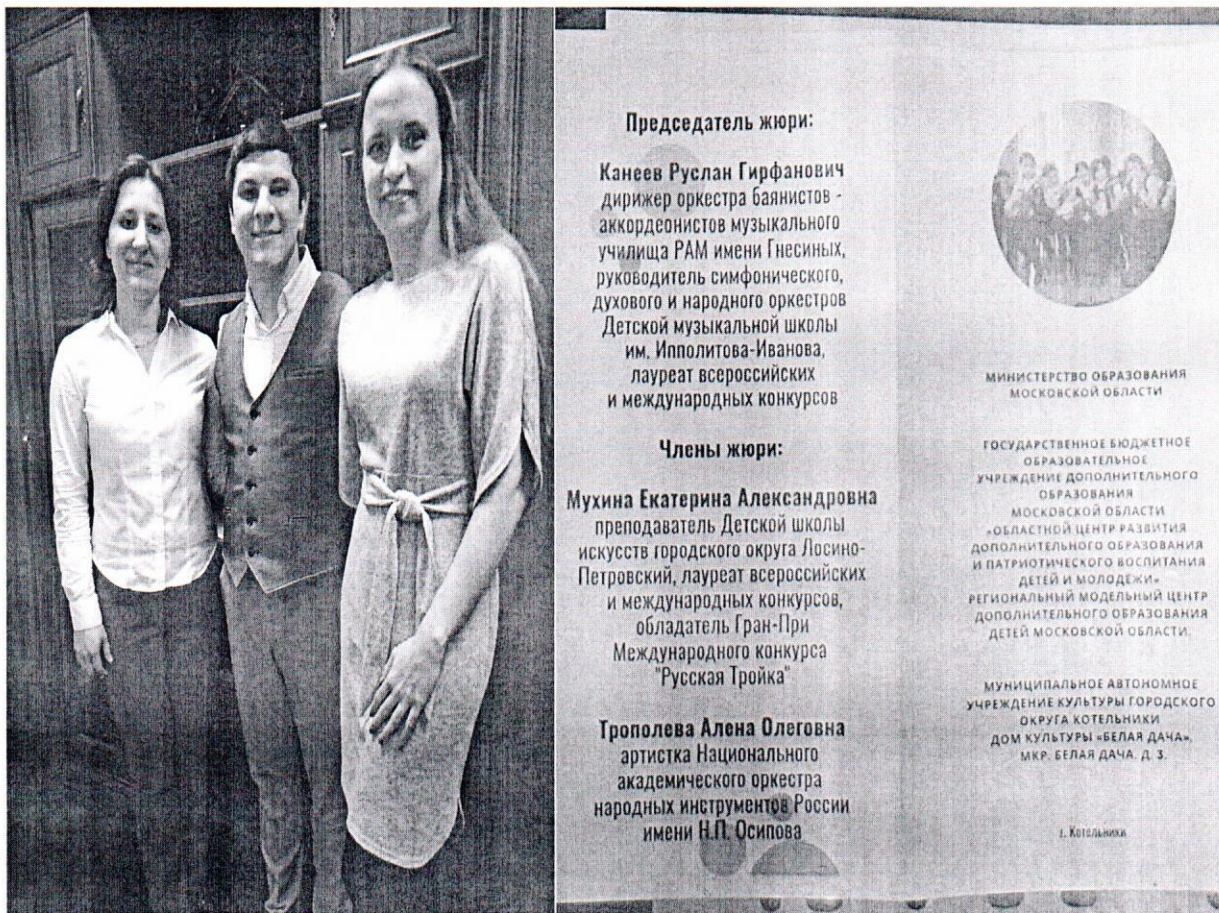 Председатель жюри:
Канеев Руслан Гирфанович
дирижер оркестра баянистов -
аккордеонистов музыкального
училища РАМ имени Гнесиных,
руководитель симфонического,
духового и народного оркестров
Детской музыкальной школы
им. Ипполитова-Иванова,
лауреат всероссийских
и международных конкурсов
Члены жюри:
Мухина Екатерина Александровна
преподаватель Детской школы
искусств городского округа Лосино-
Петровский, лауреат всероссийских
и международных конкурсов,
обладатель Гран-При
Международного конкурса
"Русская Тройка"
Трополева Алена Олеговна
артистка Национального
академического оркестра
народных инструментов России
имени Н.П. Осипова
МИНИСТЕРСТВО ОБРАЗОВАНИЯ
МОСКОВСКОЙ ОБЛАСТИ
ГОСУДАРСТВЕННОЕ БЮДЖЕТНОЕ
ОБРАЗОВАТЕЛЬНОЕ
УЧРЕЖДЕНИЕ ДОПОЛНИТЕЛЬНОГО
ОБРАЗОВАНИЯ
МОСКОВСКОЙ ОБЛАСТИ
«ОБЛАСТНОЙ ЦЕНТР РАЗВИТИЯ
ДОПОЛНИТЕЛЬНОГО ОБРАЗОВАНИЯ
И ПАТРИОТИЧЕСКОГО ВОСПИТАНИЯ
ДЕТЕЙ И МОЛОДЕЖИ»
РЕГИОНАЛЬНЫЙ МОДЕЛЬНЫЙ ЦЕНТР
ДОПОЛНИТЕЛЬНОГО ОБРАЗОВАНИЯ
ДЕТЕЙ МОСКОВСКОЙ ОБЛАСТИ.
МУНИЦИПАЛЬНОЕ АВТОНОМНОЕ
УЧРЕЖДЕНИЕ КУЛЬТУРЫ ГОРОДСКОГО
ОКРУГА КОТЕЛЬНИКИ
ДОМ КУЛЬТУРЫ «БЕЛАЯ ДАЧА»,
МКР. БЕЛАЯ ДАЧА, Д. 3.
г. Котельники